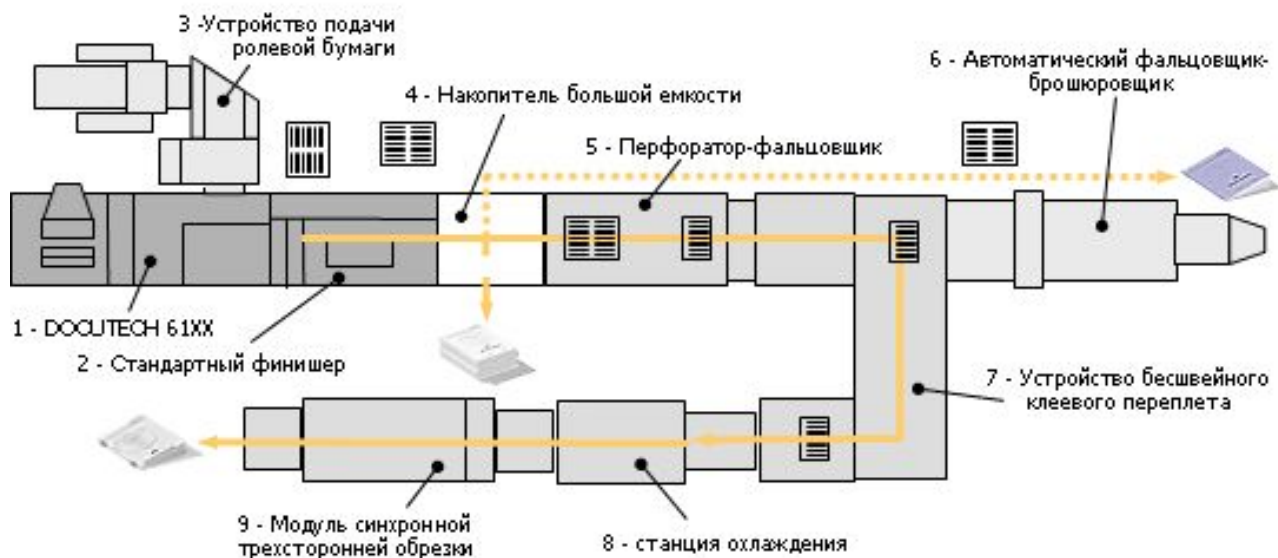 3 -Устройство подачи
ролевой бумаги
4 - Накопитель большой емкости
5 - Перфоратор-фальцовщик
6 - Автоматический фальцовщик-
брошюровщик
1 - DOCUTECH 61XX
2 - Стандартный финишер
7 - Устройство бесшвейного
клеевого переплета
9 - Модуль синхронной
трехсторонней обрезки
8 - станция охлаждения